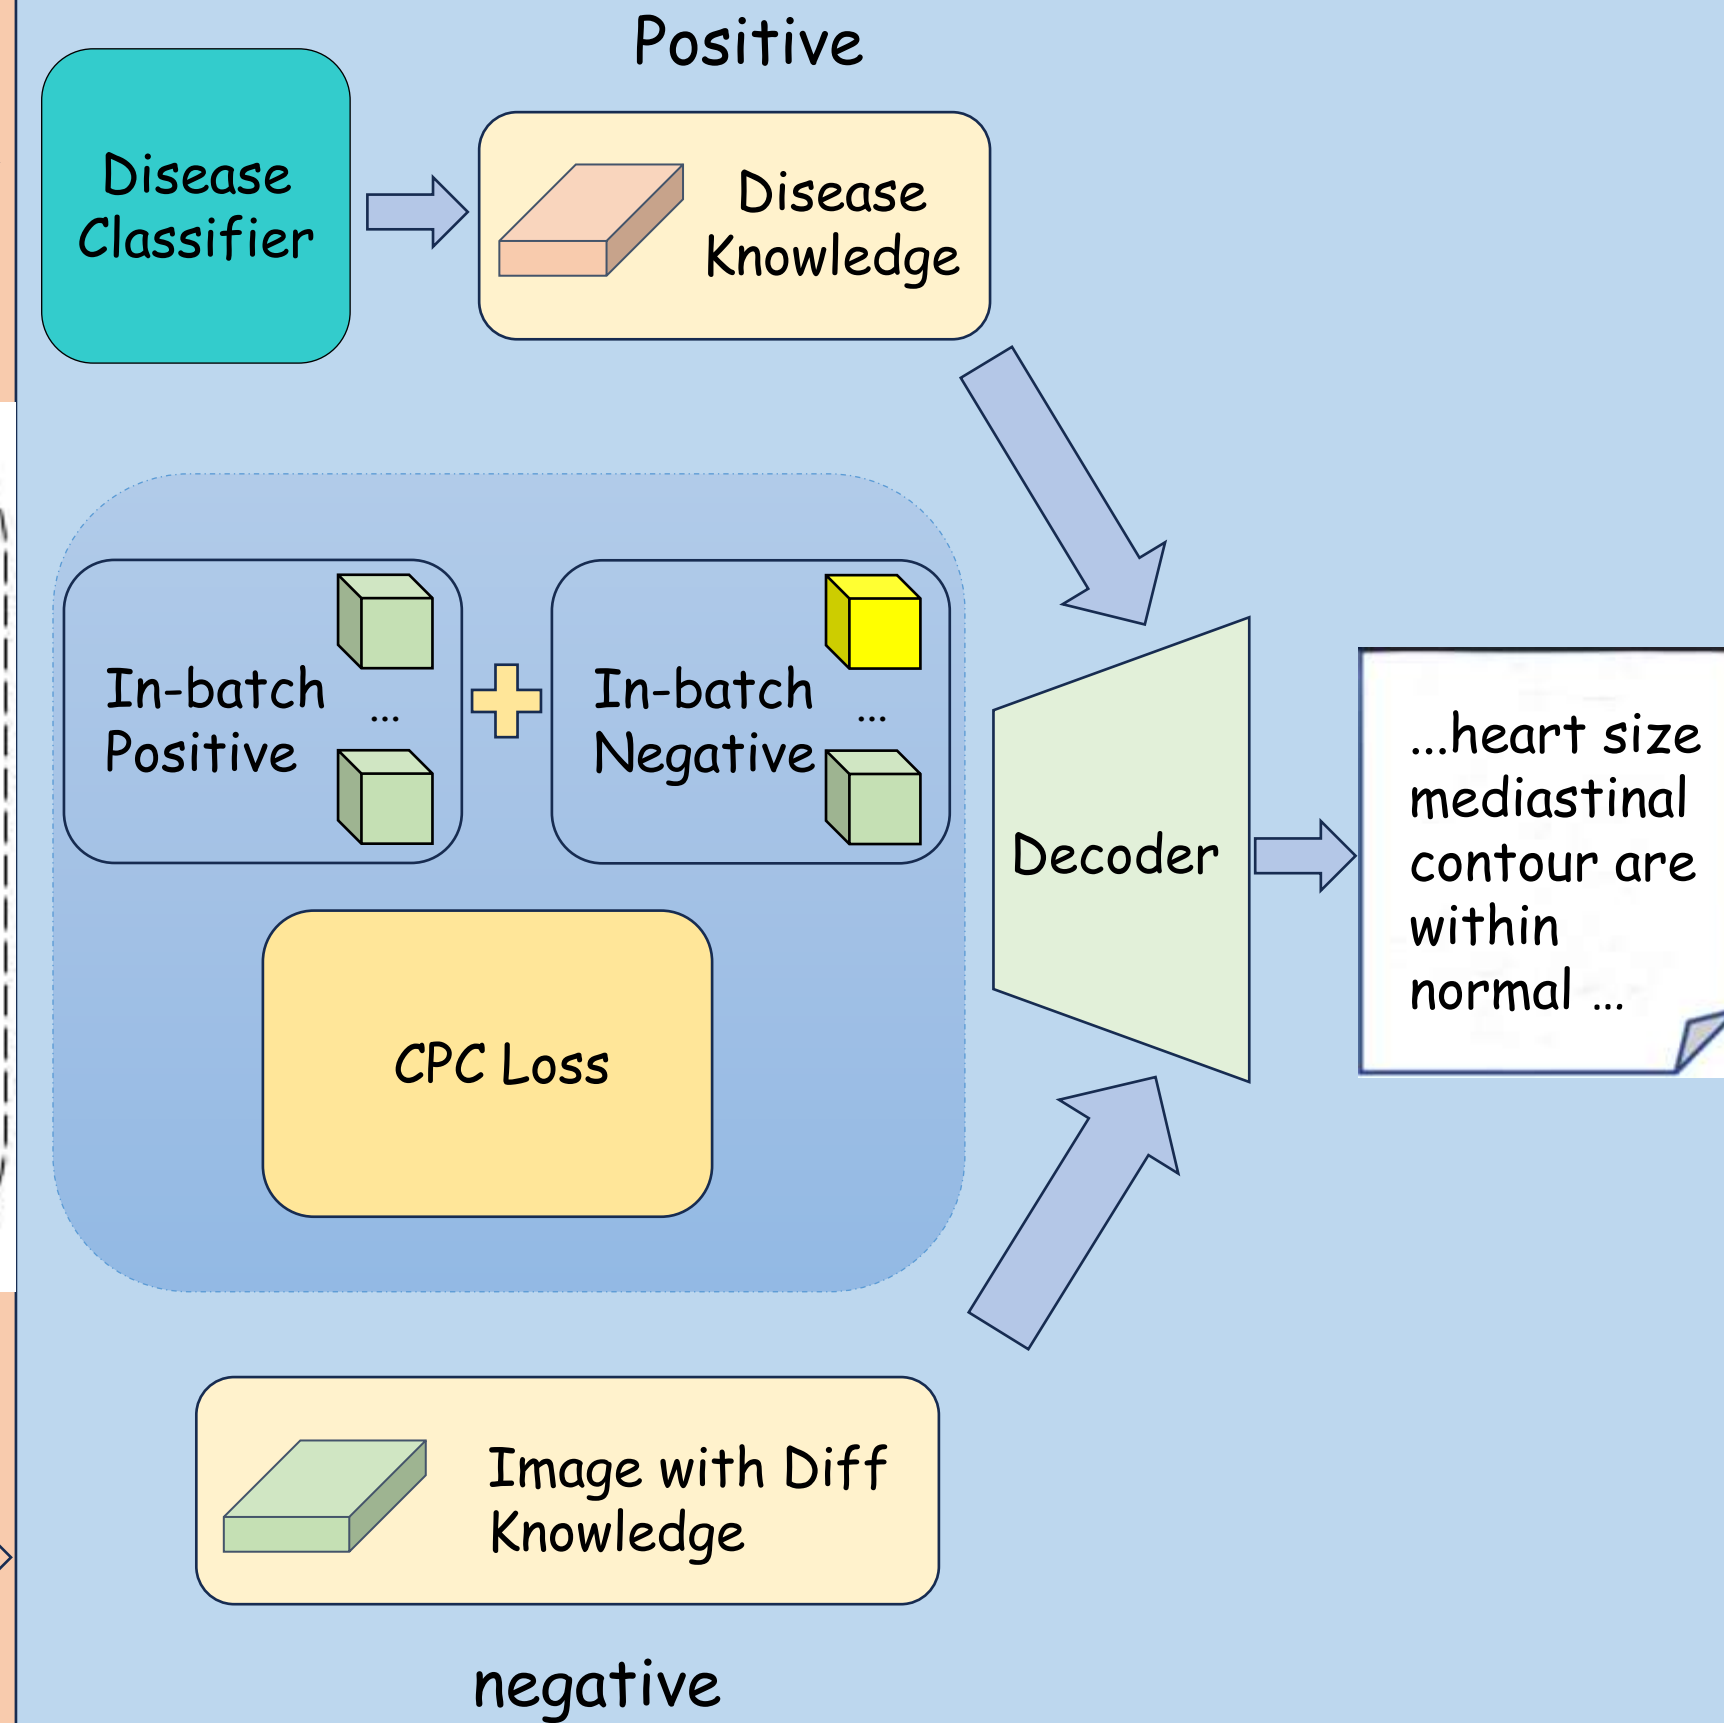 Positive
Disease
Classifier
Disease
Knowledge
In-batch
Positive
...
In-batch
Negative
...
CPC Loss
Decoder
...heart size
mediastinal
contour are
within
normal ...
Image with Diff
Knowledge
negative